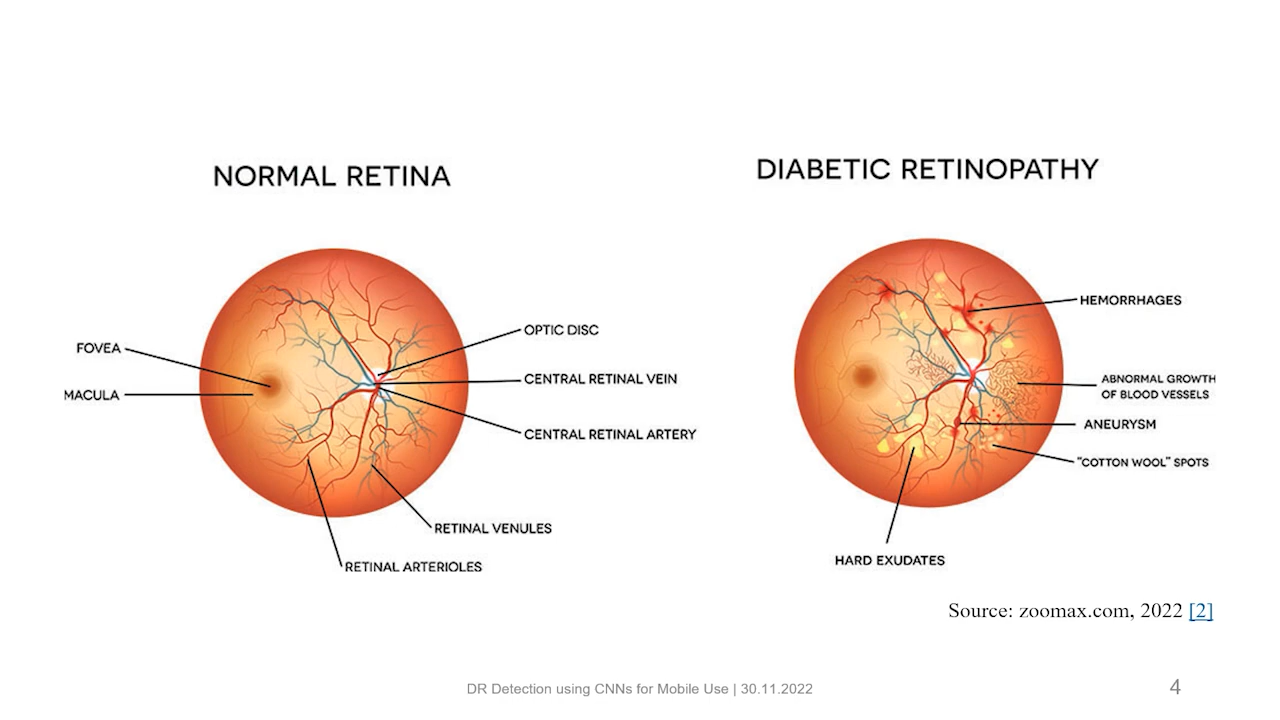 NORMAL RETINA
FOVEA
MACULA
OPTIC DISC
CENTRAL RETINAL VEIN
CENTRAL RETINAL ARTERY
RETINAL VENULES
RETINAL ARTERIOLES
DIABETIC RETINOPATHY
HEMORRHAGES
ABNORMAL GROWTH
OF BLOOD VESSELS
ANEURYSM
"COTTON WOOL" SPOTS
HARD EXUDATES
Source: zoomax.com, 2022 [2]
DR Detection using CNNs for Mobile Use | 30.11.2022
4